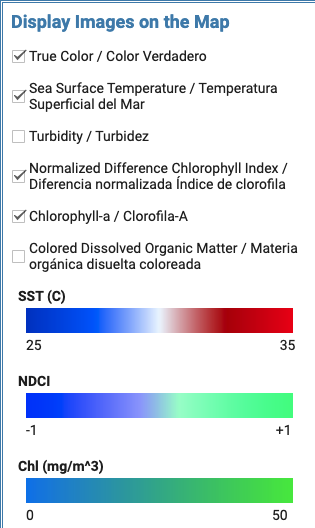 Display Images on the Map
True Color / Color Verdadero
Sea Surface Temperature / Temperatura
Superficial del Mar
Turbidity / Turbidez
Normalized Difference Chlorophyll Index /
Diferencia normalizada Índice de clorofila
Chlorophyll-a / Clorofila-A
Colored Dissolved Organic Matter / Materia
orgánica disuelta coloreada
SST (C)
25 35
NDCI
-1 +1
Chl (mg/m^3)
0 50